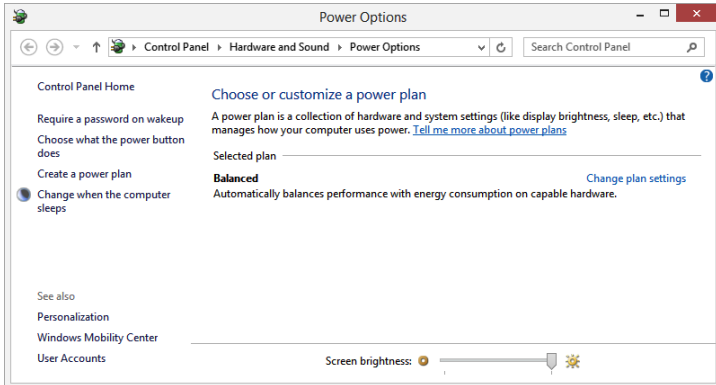 Power Options
Control Panel ▸ Hardware and Sound ▸ Power Options
Search Control Panel
Control Panel Home
Require a password on wakeup
Choose what the power button
does
Create a power plan
Change when the computer
sleeps
See also
Personalization
Windows Mobility Center
User Accounts
Choose or customize a power plan
A power plan is a collection of hardware and system settings (like display brightness, sleep, etc.) that
manages how your computer uses power. Tell me more about power plans
Selected plan
Balanced
Change plan settings
Automatically balances performance with energy consumption on capable hardware.
Screen brightness: